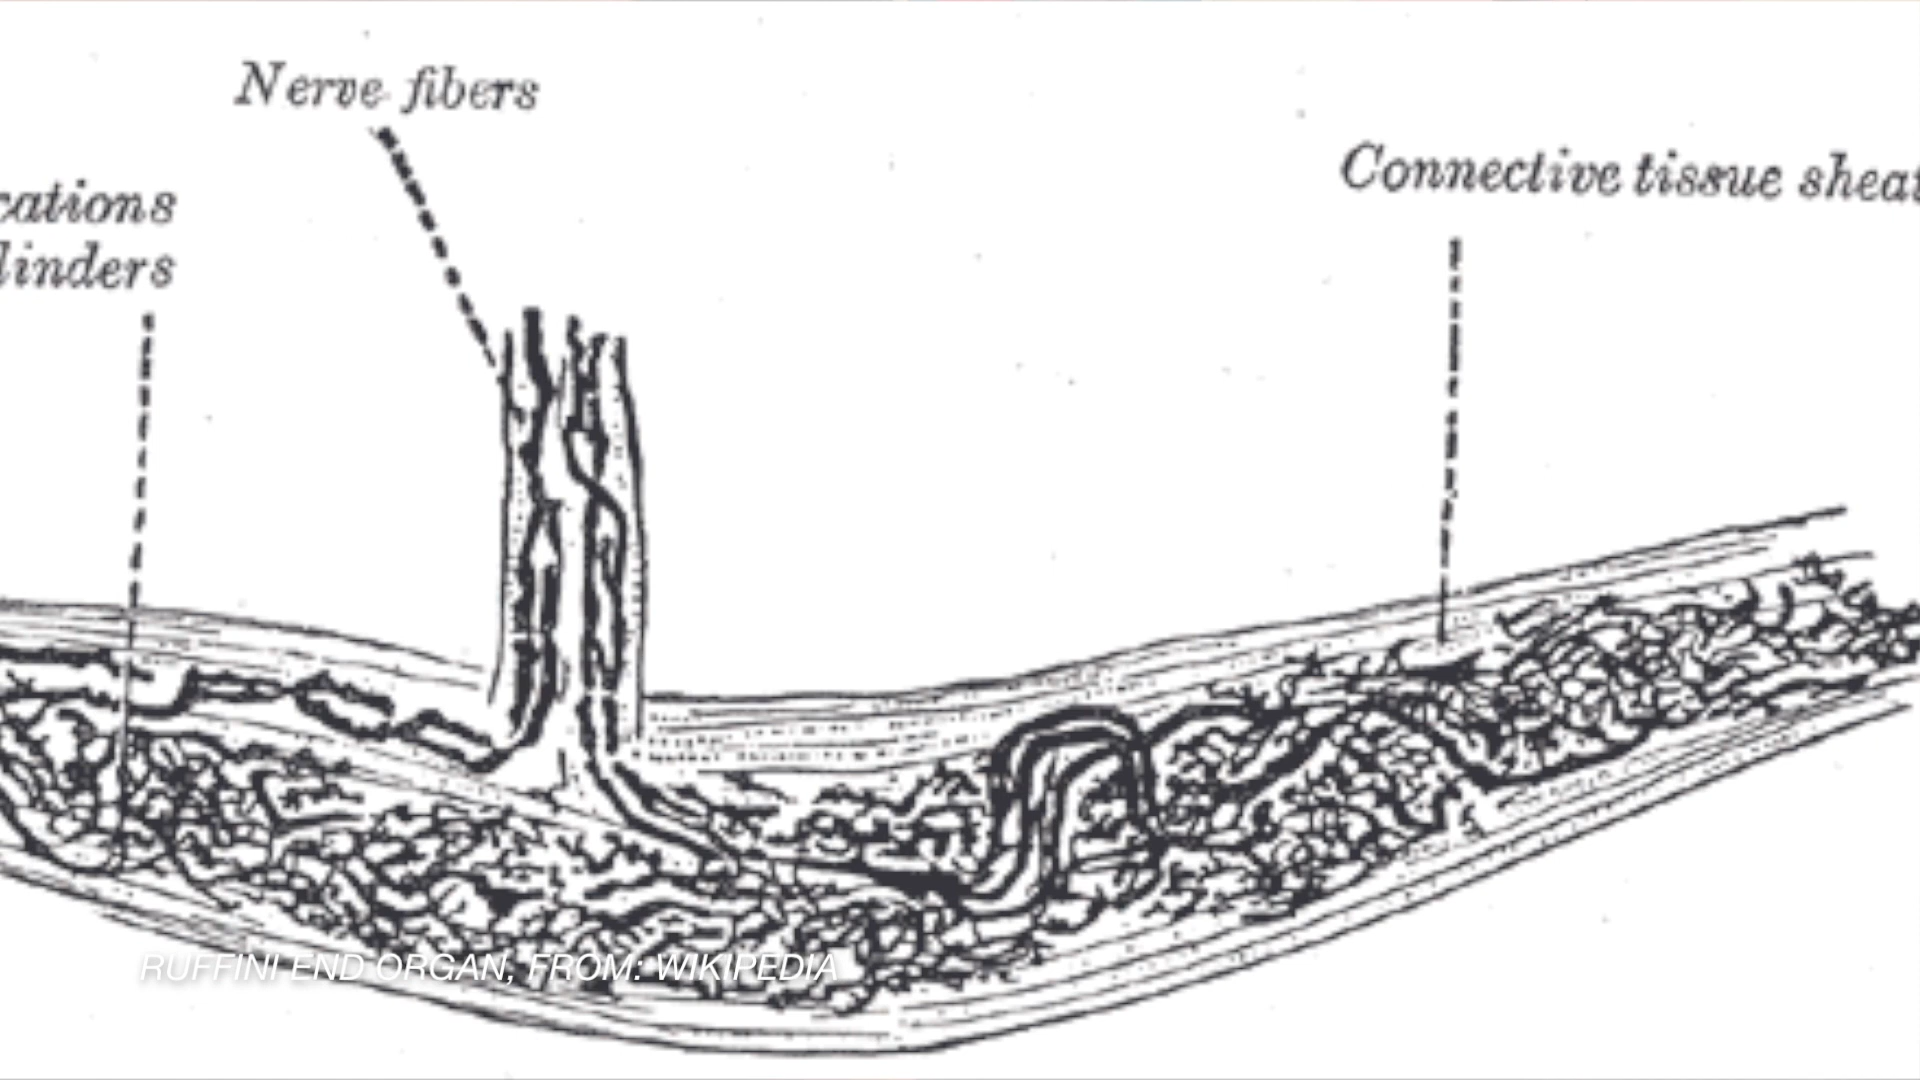 Nerve fibers
Connective tissue sheat
cations
linders
RUFFINI END ORGAN, FROM: WIKIPEDIA